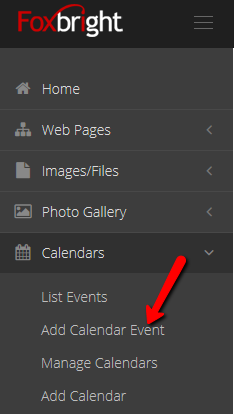 Foxbright
Home
Web Pages
Images/Files
Photo Gallery
Calendars
List Events
Add Calendar Event
Manage Calendars
Add Calendar